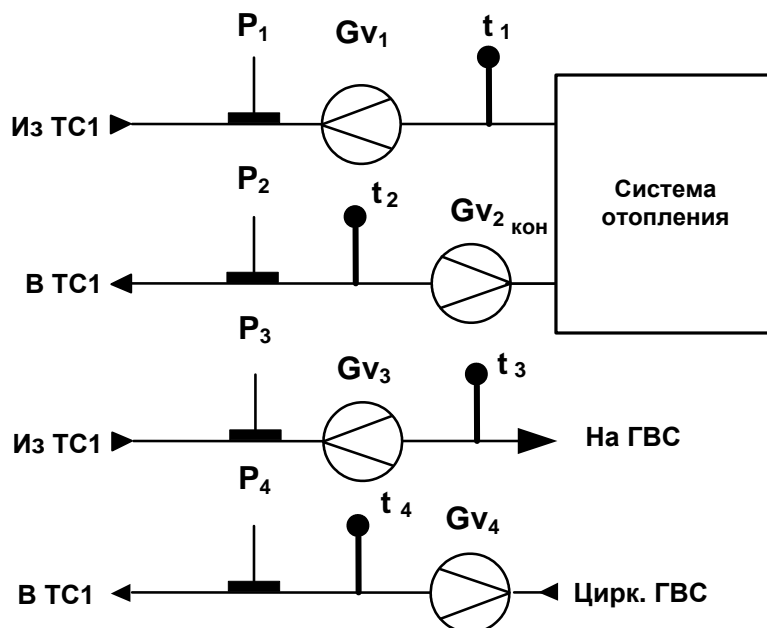 P₁ Gv₁ t₁
Из ТС1
Система
отопления
P₂ t₂ Gv₂ кон
В ТС1
P₃ Gv₃ t₃
Из ТС1 На ГВС
P₄ t₄ Gv₄
В ТС1 Цирк. ГВС